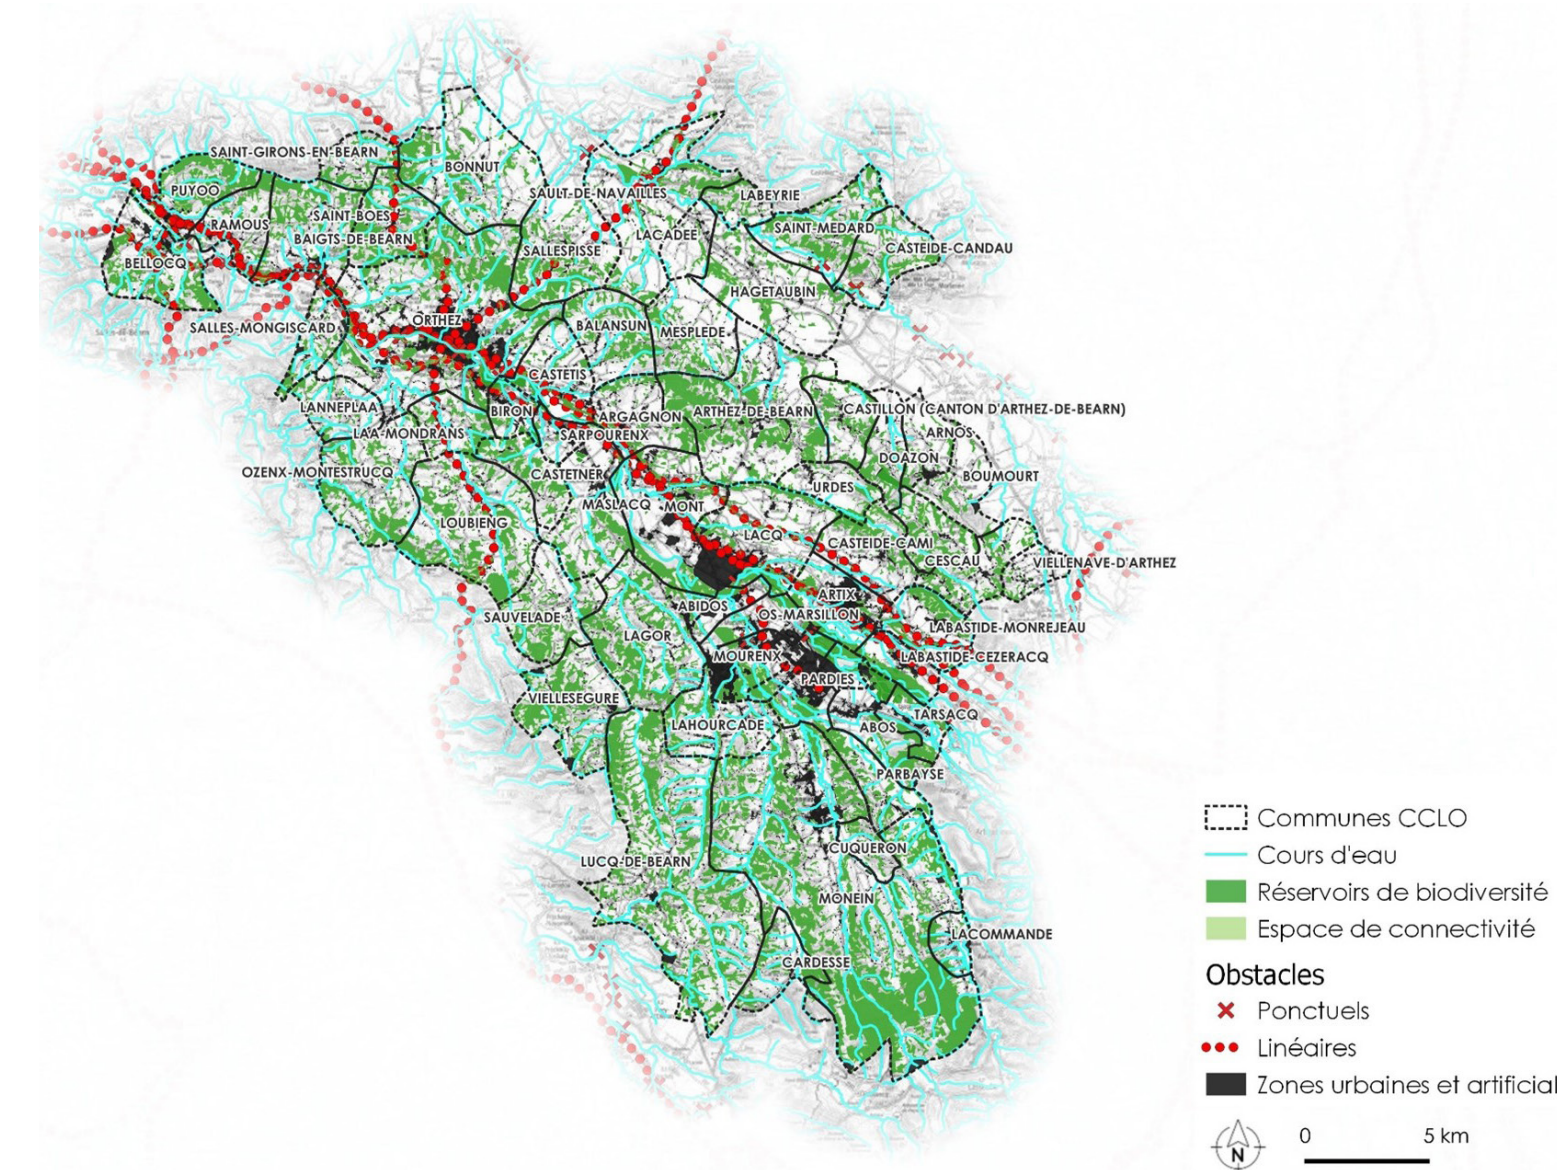 SAINT-GIRONS-EN-BEARN
BONNUT
PUYOO
SAULT-DE-NAVAILLES
LABEYRIE
RAMOUS
SAINT-BOES
SAINT-MEDARD
BAIGTS-DE-BEARN
LACADEE
CASTEIDE-CANDAU
SALLESPISSE
BELLOCQ
HAGETAUBIN
SALLES-MONGISCARD
ORTHEZ
BALANSUN
MESPLEDE
CASTETIS
LANNEPLAA
BIRON
ARGAGNON
ARTHEZ-DE-BEARN
CASTILLON (CANTON D'ARTHEZ-DE-BEARN)
LAA-MONDRANS
SARPOURENX
ARNOS
DOAZON
OZENX-MONTESTRUCQ
CASTETNER
BOUMOURT
URDES
MASLACQ
MONT
LOUBIENG
LACQ
CASTEIDE-CAMI
CESCAU
VIELLENAVE-D'ARTHEZ
ARTIX
ABIDOS
OS-MARSILLON
SAUVELADE
LABASTIDE-MONREJEAU
LAGOR
MOURENX
LABASTIDE-CEZERACQ
PARDIES
VIELLESEGURE
TARSACQ
LAHOURCADE
ABOS
PARBAYSE
CUQUERON
LUCQ-DE-BEARN
MONEIN
LACOMMANDE
CARDESSE
Communes CCLO
Cours d'eau
Réservoirs de biodiversité
Espace de connectivité
Obstacles
Ponctuels
Linéaires
Zones urbaines et artificial
N
0 5 km